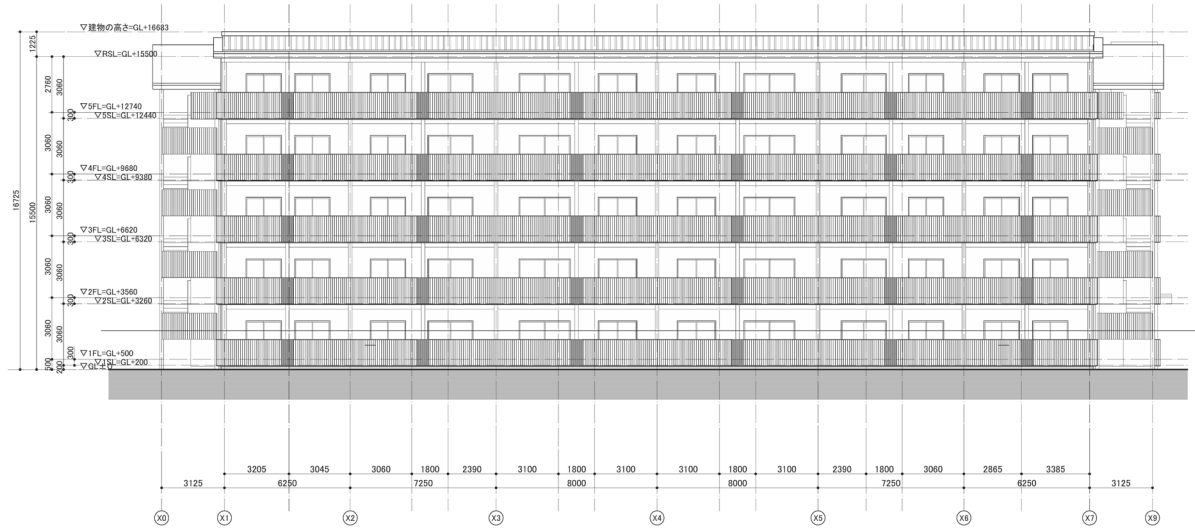 ▽建物の高さ=GL+16683
1225
▽RSL=GL+15500
2760
3060
▽5FL=GL+12740
300
▽5SL=GL+12440
3060
3060
▽4FL=GL+9680
300
▽4SL=GL+9380
16725
15500
3060
3060
▽3FL=GL+6620
300
▽3SL=GL+6320
3060
3060
▽2FL=GL+3560
300
▽2SL=GL+3260
3060
3060
▽1FL=GL+500
300
▽1SL=GL+200
500
200
▽GL±0
3205 3045 3060 1800 2390 3100 1800 3100 3100 1800 3100 2390 1800 3060 2865 3385
3125 6250 7250 8000 8000 7250 6250 3125
X0 X1 X2 X3 X4 X5 X6 X7 X9